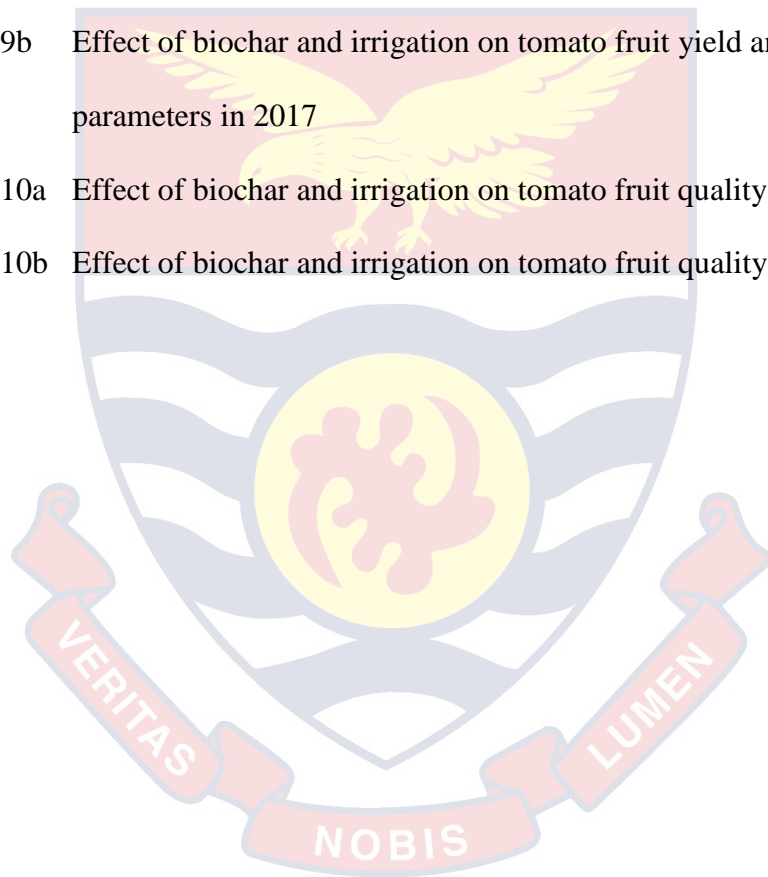 9b Effect of biochar and irrigation on tomato fruit yield
parameters in 2017
10a Effect of biochar and irrigation on tomato fruit quality
10b Effect of biochar and irrigation on tomato fruit quality
VERITAS
NOBIS
LUMEN